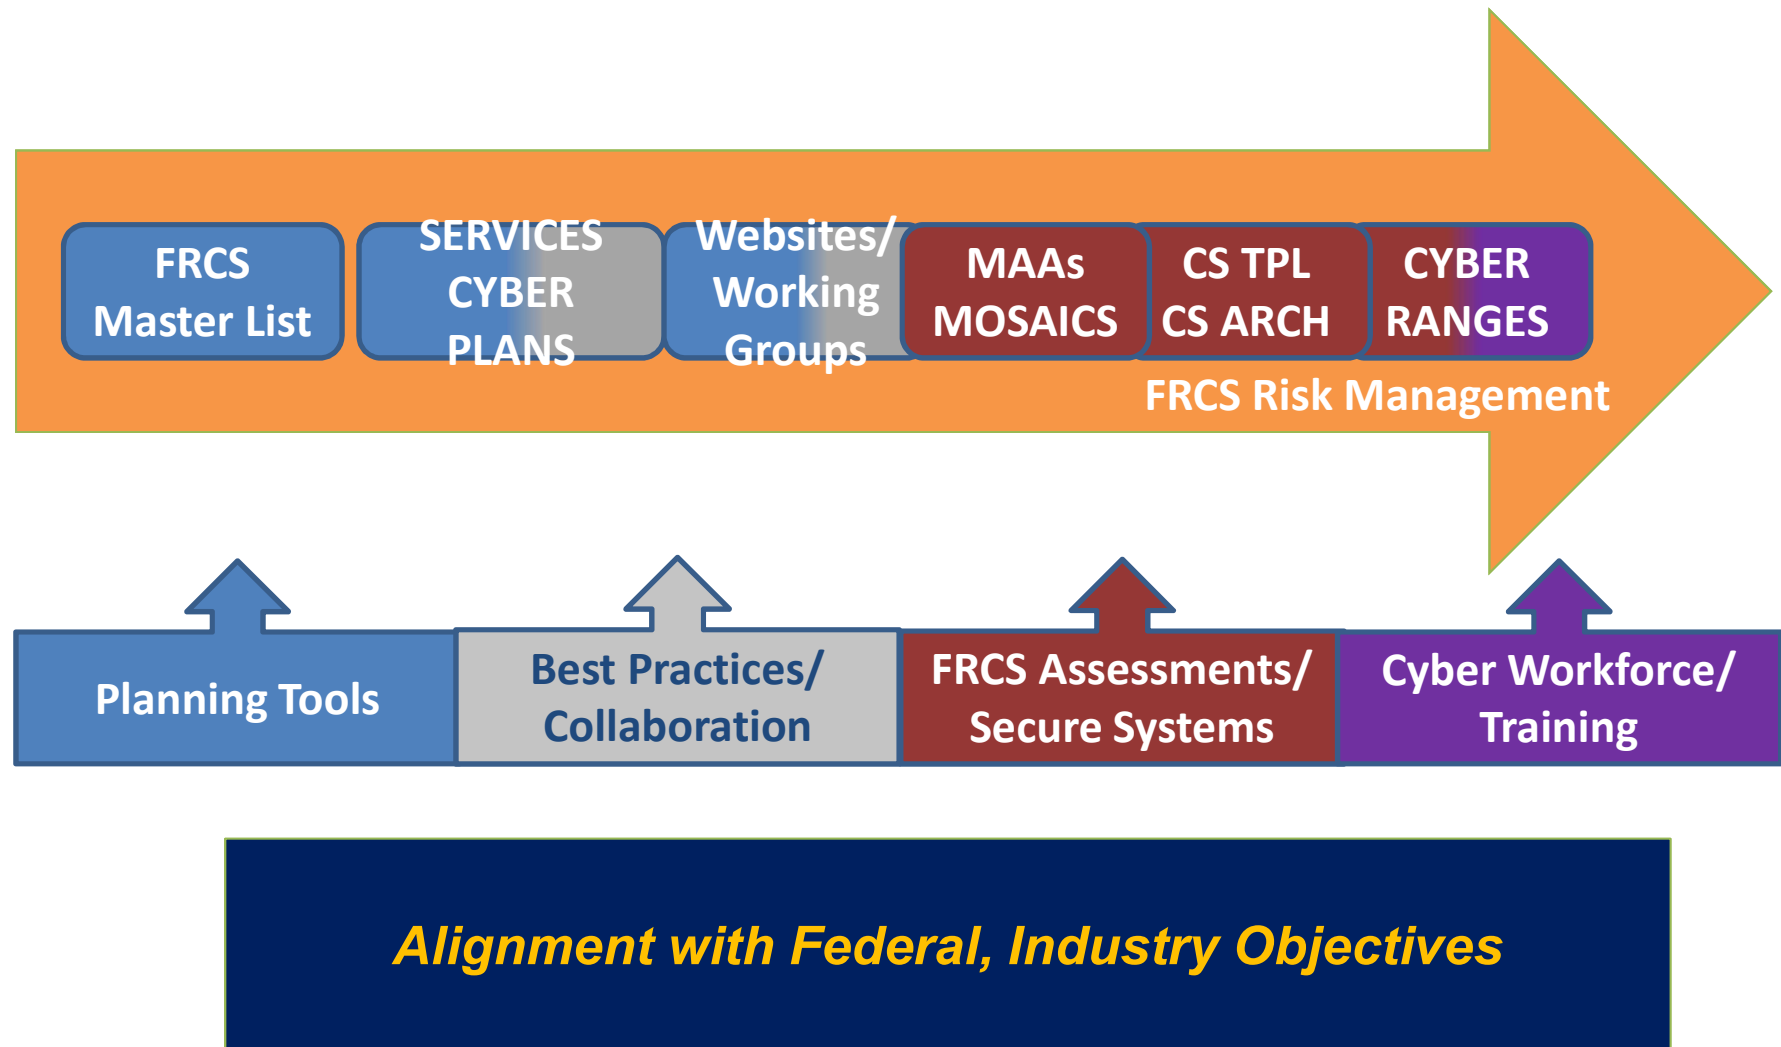 FRCS
Master List
SERVICES
CYBER
PLANS
Websites/
Working
Groups
MAAs
MOSAICS
CS TPL
CS ARCH
CYBER
RANGES
FRCS Risk Management
Planning Tools
Best Practices/
Collaboration
FRCS Assessments/
Secure Systems
Cyber Workforce/
Training
Alignment with Federal, Industry Objectives